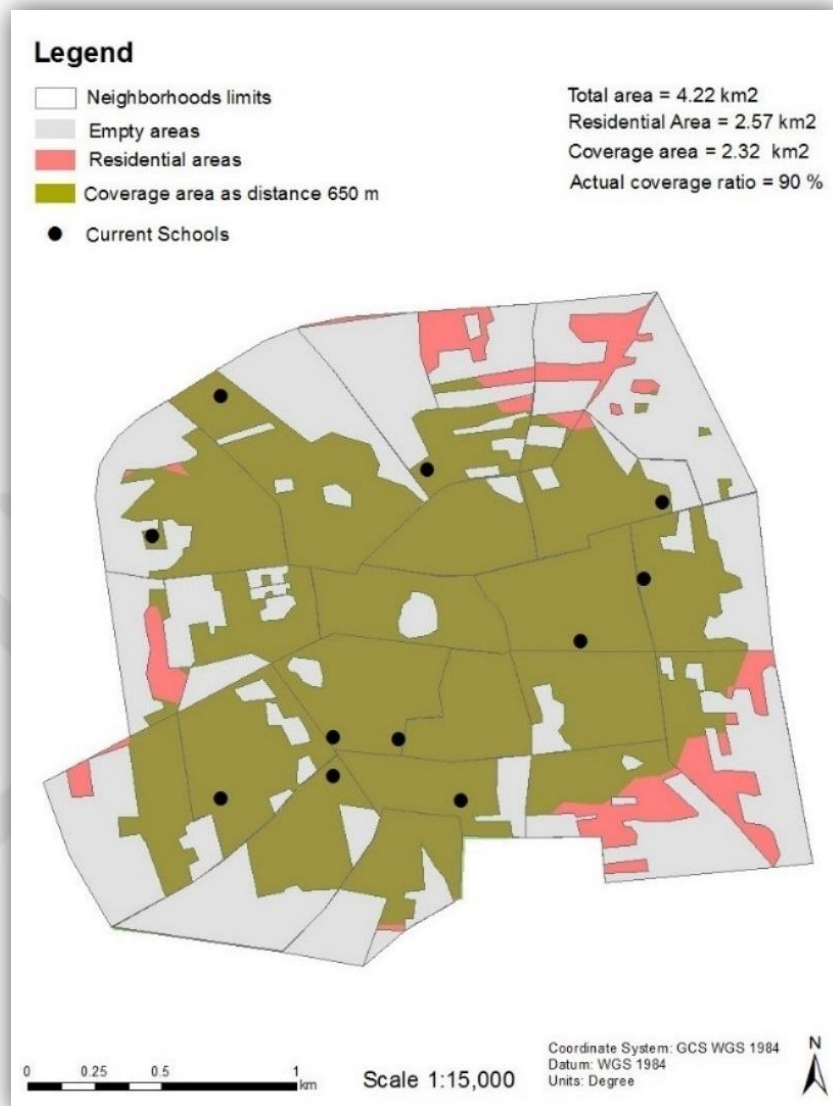 Legend
Neighborhoods limits
Empty areas
Residential areas
Coverage area as distance 650 m
Current Schools
Total area = 4.22 km2
Residential Area = 2.57 km2
Coverage area = 2.32 km2
Actual coverage ratio = 90 %
0 0.25 0.5 1
km
Scale 1:15,000
Coordinate System: GCS WGS 1984
Datum: WGS 1984
Units: Degree
N